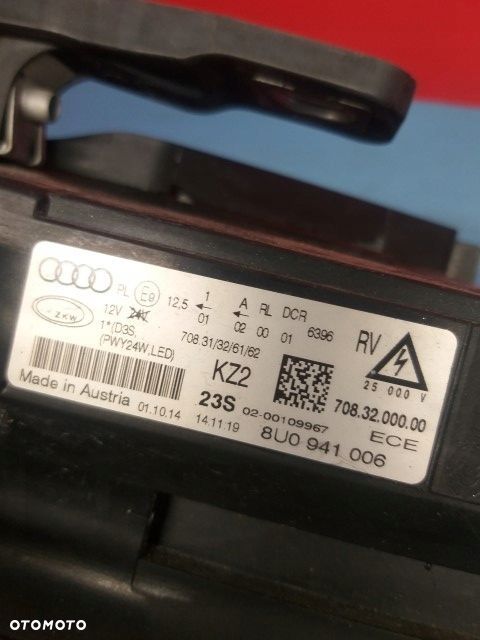 PL E9 12.5 1 A RL DCR
12V 24V 01 02 00 01 6396
ZKW
1*(D3S,
(PWY24W,LED) 708.31/32/61/62
RV
25 000 V
KZ2
708.32.000.00
23S 02-00109967
ECE
Made in Austria 01.10.14 14.11.19 8U0 941 006
OTOMOTO